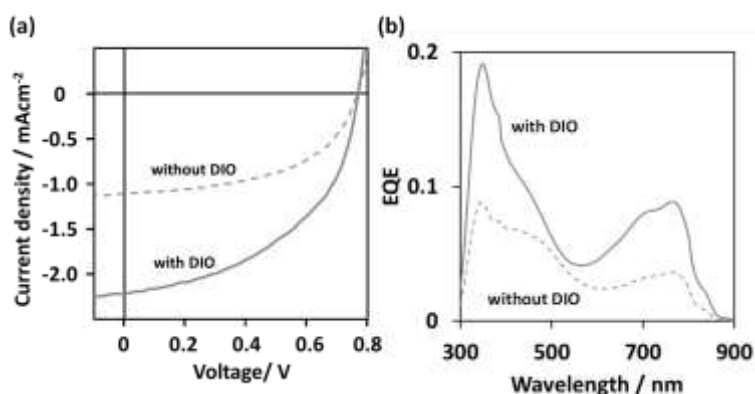 (a)
Current density / mAcm-2
0
-0.5
-1.0
-1.5
-2.0
without DIO
with DIO
0 0.2 0.4 0.6 0.8
Voltage/ V
(b)
EQE
0.2
0.1
0
with DIO
without DIO
300 500 700 900
Wavelength / nm